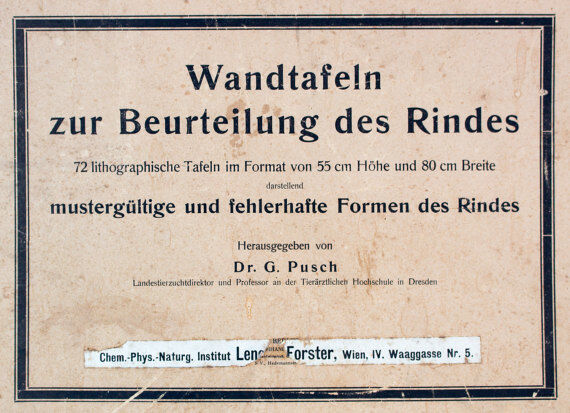 Wandtafeln
zur Beurteilung des Rindes
72 lithographische Tafeln im Format von 55 cm Höhe und 80 cm Breite
darstellend
mustergültige und fehlerhafte Formen des Rindes
Herausgegeben von
Dr. G. Pusch
Landestierzuchtdirektor und Professor an der Tierärztlichen Hochschule in Dresden
Chem.-Phys.-Naturg. Institut Forster, Wien, IV. Waaggasse Nr. 5.